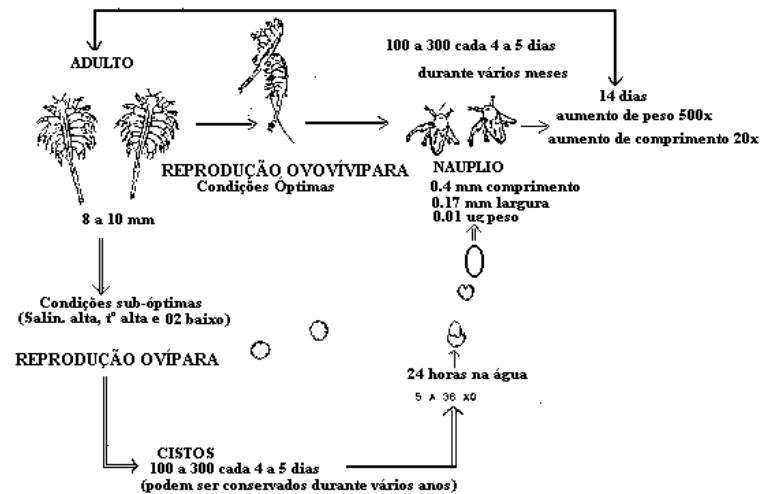 100 a 300 cada 4 a 5 dias
durante vários meses
ADULTO
14 dias
aumento de peso 500x
aumento de comprimento 20x
REPRODUÇÃO OVOVÍVIPARA
Condições Óptimas
NAUPLIO
0.4 mm comprimento
0.17 mm largura
0.01 ug peso
8 a 10 mm
Condições sub-óptimas
(Salin. alta, tº alta e 02 baixo)
REPRODUÇÃO OVÍPARA
24 horas na água
CISTOS
100 a 300 cada 4 a 5 dias
(podem ser conservados durante vários anos)